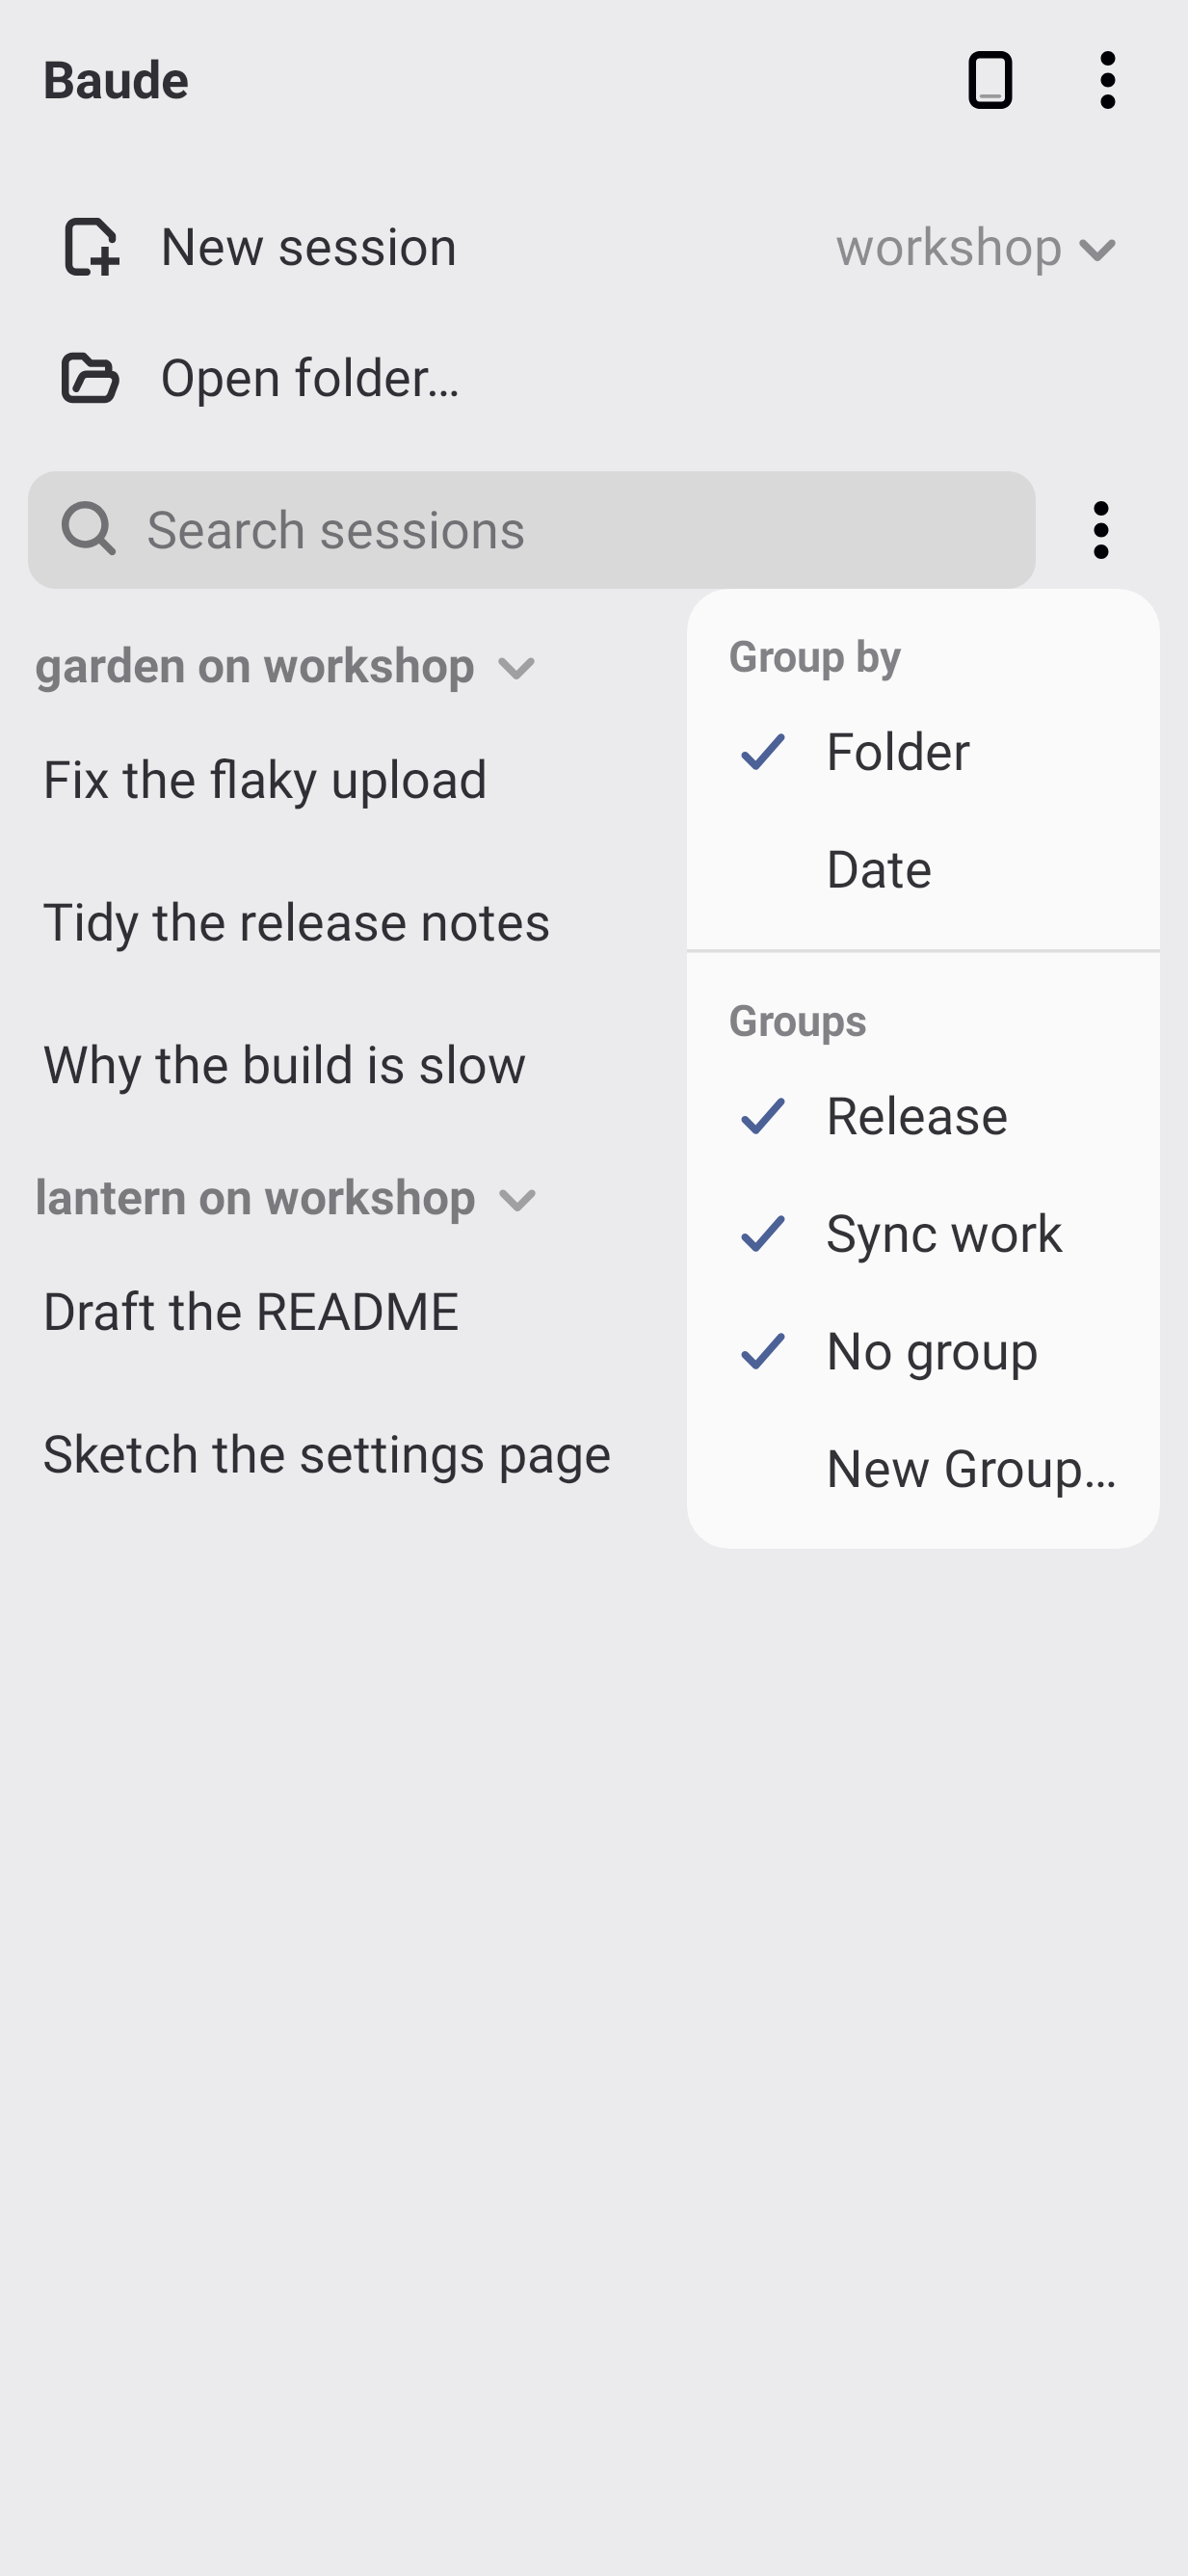 Baude
New session
workshop
Open folder…
Search sessions
garden on workshop
Fix the flaky upload
Tidy the release notes
Why the build is slow
lantern on workshop
Draft the README
Sketch the settings page
Group by
Folder
Date
Groups
Release
Sync work
No group
New Group…